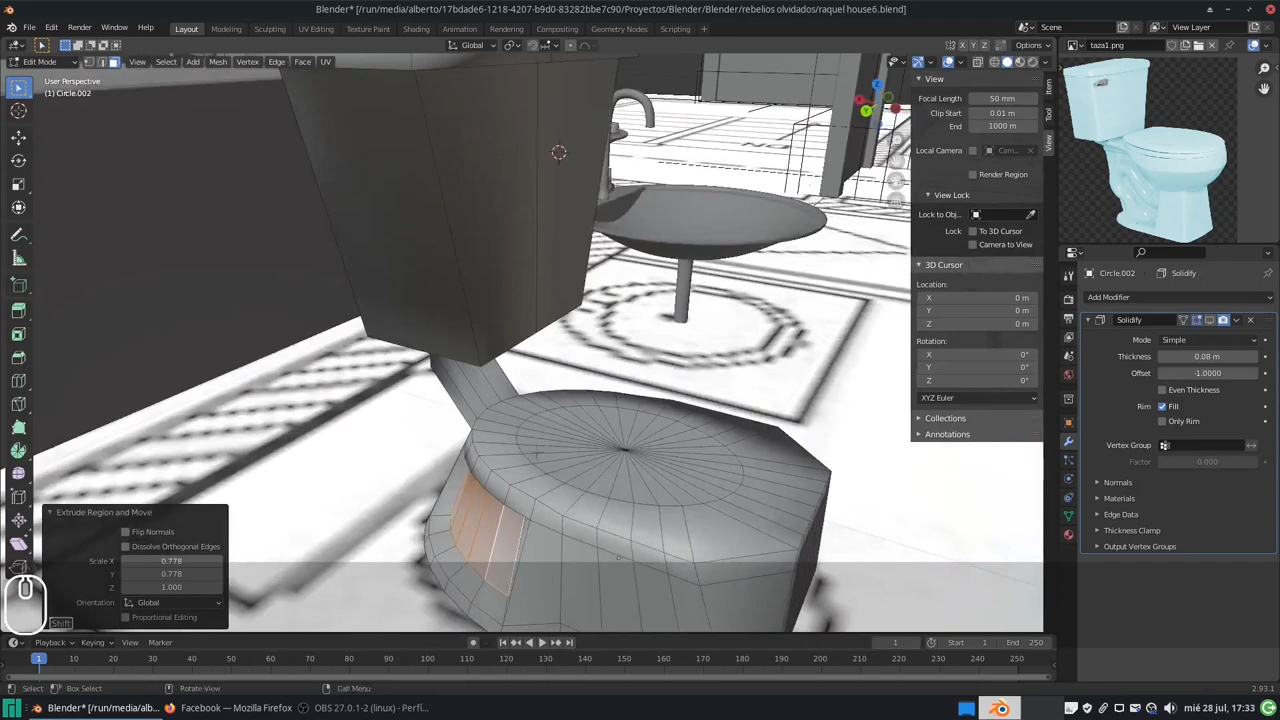 Blender* [/run/media/alberto/17bdade6-1218-4207-b9d0-83282bbe7c90/Proyectos/Blender/Blender/rebelios olvidados/raquel house6.blend]
File Edit Render Window Help Layout Modeling Sculpting UV Editing Texture Paint Shading Animation Rendering Compositing Geometry Nodes Scripting Scene View Layer
Global X Y Z Options taza1.png
Edit Mode View Select Add Mesh Vertex Edge Face UV
User Perspective
(1) Circle.002
View
Focal Length 50 mm
Clip Start 0.01 m
End 1000 m
Local Camera Cam...
Render Region
View Lock
Lock to Obj...
Lock: To 3D Cursor
Camera to View
3D Cursor
Location:
X 0 m
Y 0 m
Z 0 m
Rotation:
X 0°
Y 0°
Z 0°
XYZ Euler
Collections
Annotations
Item
Tool
View
Circle.002 Solidify
Add Modifier
Solidify
Mode Simple
Thickness 0.08 m
Offset -1.0000
Even Thickness
Rim Fill
Only Rim
Vertex Group
Factor 0.000
Normals
Materials
Edge Data
Thickness Clamp
Output Vertex Groups
Extrude Region and Move
Flip Normals
Dissolve Orthogonal Edges
Scale X 0.778
Y 0.778
Z 1.000
Orientation Global
Proportional Editing
Shift
Playback Keying View Marker 1 Start 1 End 250
1 10 20 30 40 50 60 70 80 90 100 110 120 130 140 150 160 170 180 190 200 210 220 230 240 250
Select Box Select Rotate View Call Menu 2.93.1
Blender* [/run/media/alb... Facebook — Mozilla Firefox OBS 27.0.1-2 (linux) - Perfi... mié 28 jul, 17:33